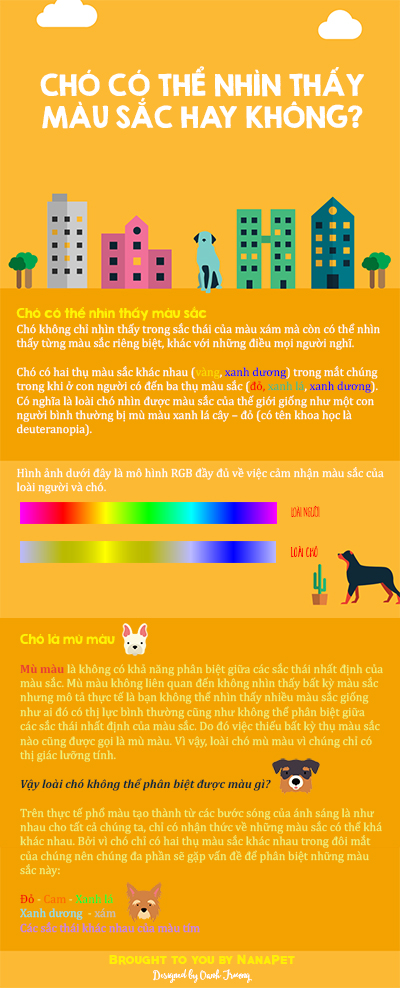 CHÓ CÓ THỂ NHÌN THẤY
MÀU SẮC HAY KHÔNG?
Chó có thể nhìn thấy màu sắc
Chó không chỉ nhìn thấy trong sắc thái của màu xám mà còn có thể nhìn
thấy từng màu sắc riêng biệt, khác với những điều mọi người nghĩ.
Chó có hai thụ màu sắc khác nhau (vàng, xanh dương) trong mắt chúng
trong khi ở con người có đến ba thụ màu sắc (đỏ, xanh lá, xanh dương).
Có nghĩa là loài chó nhìn được màu sắc của thế giới giống như một con
người bình thường bị mù màu xanh lá cây – đỏ (có tên khoa học là
deuteranopia).
Hình ảnh dưới đây là mô hình RGB đầy đủ về việc cảm nhận màu sắc của
loài người và chó.
LOÀI NGƯỜI
LOÀI CHÓ
Chó là mù màu
Mù màu là không có khả năng phân biệt giữa các sắc thái nhất định của
màu sắc. Mù màu không liên quan đến không nhìn thấy bất kỳ màu sắc
nhưng mô tả thực tế là bạn không thể nhìn thấy nhiều màu sắc giống
như ai đó có thị lực bình thường cũng như không thể phân biệt giữa
các sắc thái nhất định của màu sắc. Do đó việc thiếu bất kỳ thụ màu sắc
nào cũng được gọi là mù màu. Vì vậy, loài chó mù màu vì chúng chỉ có
thị giác lưỡng tính.
Vậy loài chó không thể phân biệt được màu gì?
Trên thực tế phổ màu tạo thành từ các bước sóng của ánh sáng là như
nhau cho tất cả chúng ta, chỉ có nhận thức về những màu sắc có thể khá
khác nhau. Bởi vì chó chỉ có hai thụ màu sắc khác nhau trong đôi mắt
của chúng nên chúng đa phần sẽ gặp vấn đề để phân biệt những màu
sắc này:
Đỏ - Cam - Xanh lá
Xanh dương - xám
Các sắc thái khác nhau của màu tím
BROUGHT TO YOU BY NANAPET
Designed by Oanh Truong